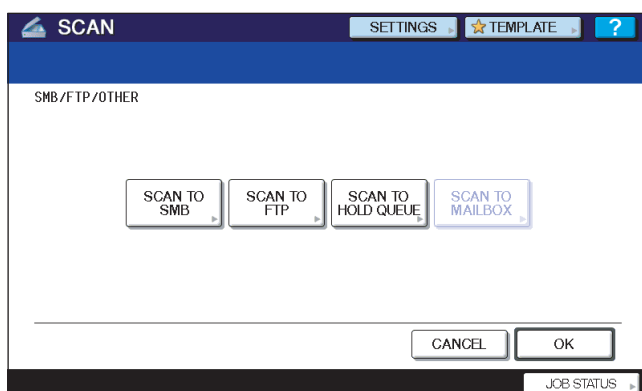 SCAN
SETTINGS
TEMPLATE
?
SMB/FTP/OTHER
SCAN TO
SMB
SCAN TO
FTP
SCAN TO
HOLD QUEUE
SCAN TO
MAILBOX
CANCEL
OK
JOB STATUS